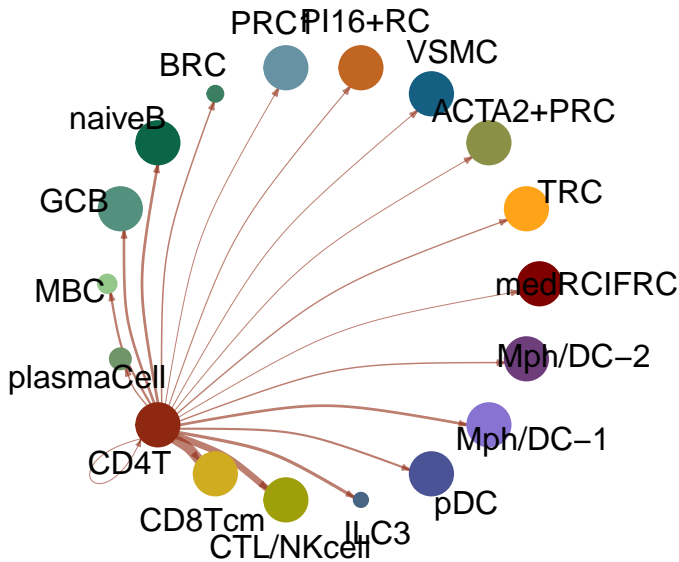 PRC1
PI16+RC
BRC
VSMC
naiveB
ACTA2+PRC
GCB
TRC
MBC
medRCIFRC
plasmaCell
Mph/DC−2
CD4T
Mph/DC−1
CD8Tcm
pDC
CTL/NKcell
ILC3